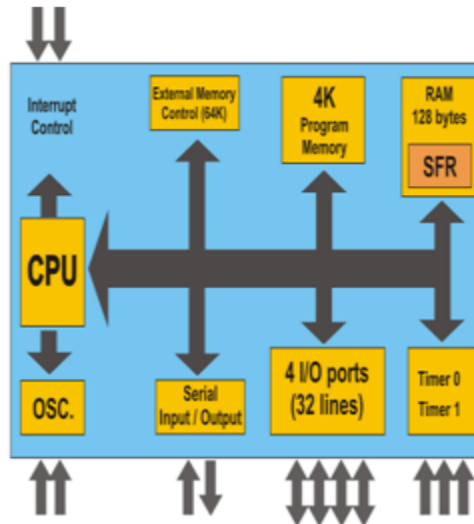 Interrupt
Control
External Memory
Control (64K)
4K
Program
Memory
RAM
128 bytes
SFR
CPU
OSC.
Serial
Input / Output
4 I/O ports
(32 lines)
Timer 0
Timer 1